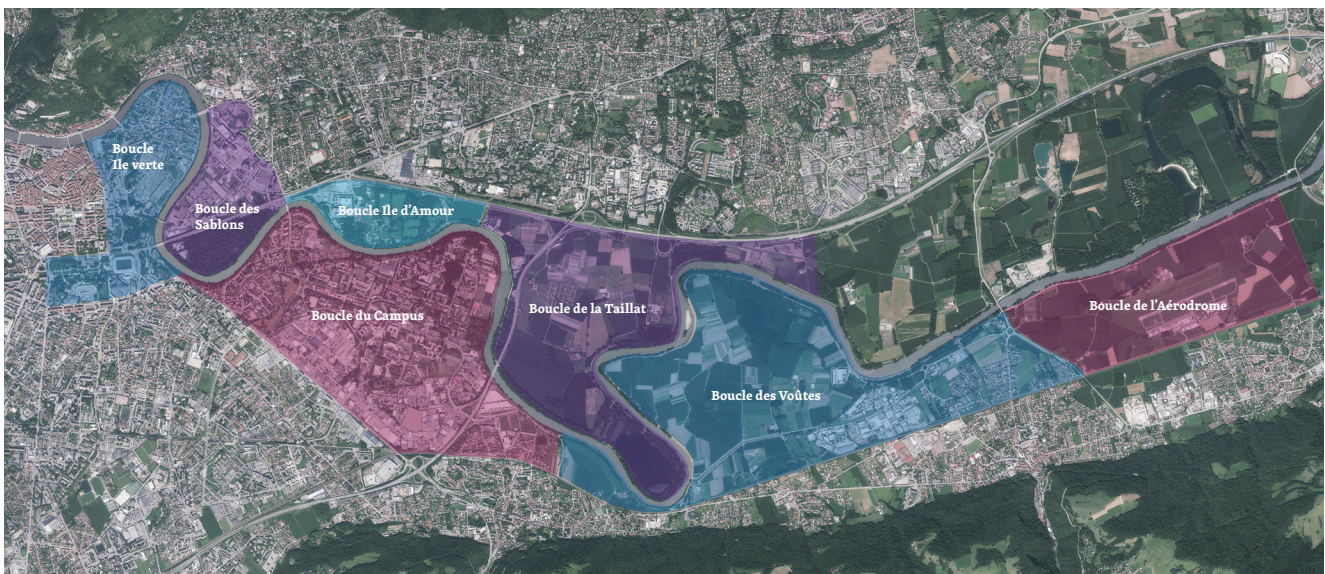 Boucle
Ile verte
Boucle des
Sablons
Boucle Ile d'Amour
Boucle du Campus
Boucle de la Taillat
Boucle des Voûtes
Boucle de l'Aérodrome